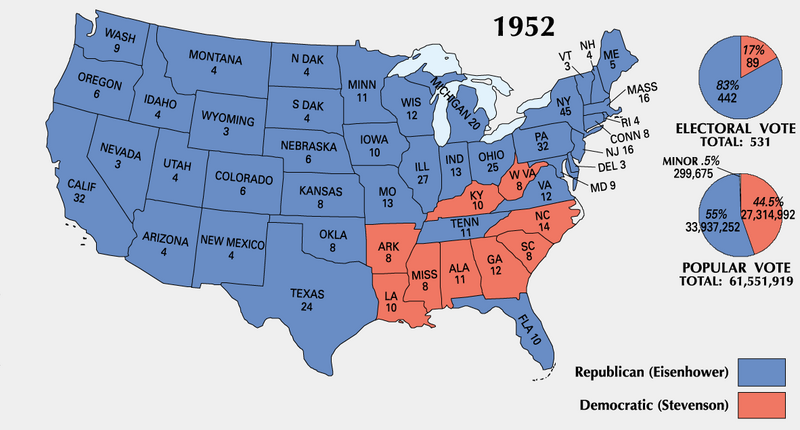 1952
WASH
9
OREGON
6
CALIF
32
NEVADA
3
IDAHO
4
MONTANA
4
WYOMING
3
UTAH
4
COLORADO
6
ARIZONA
4
NEW MEXICO
4
N DAK
4
S DAK
4
NEBRASKA
6
KANSAS
8
OKLA
8
TEXAS
24
MINN
11
IOWA
10
MO
13
ARK
8
LA
10
WIS
12
ILL
27
MICHIGAN 20
IND
13
OHIO
25
KY
10
TENN
11
MISS
8
ALA
11
GA
12
FLA 10
SC
8
NC
14
VA
12
W VA
8
PA
32
NY
45
VT
3
NH
4
ME
5
MASS
16
RI 4
CONN 8
NJ 16
DEL 3
MD 9
17%
89
83%
442
ELECTORAL VOTE
TOTAL: 531
MINOR .5%
299,675
44.5%
27,314,992
55%
33,937,252
POPULAR VOTE
TOTAL: 61,551,919
Republican (Eisenhower)
Democratic (Stevenson)